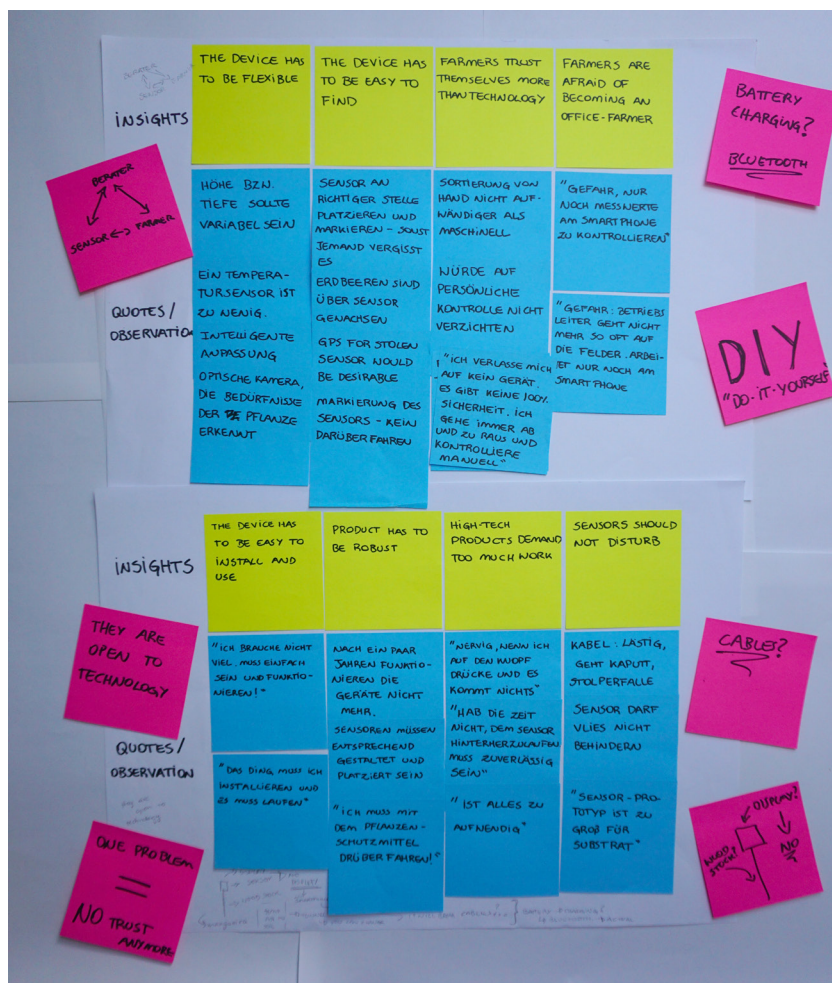 INSIGHTS
THE DEVICE HAS
TO BE FLEXIBLE
THE DEVICE HAS
TO BE EASY TO
FIND
FARMERS TRUST
THEMSELVES MORE
THAN TECHNOLOGY
FARMERS ARE
AFRAID OF
BECOMING AN
OFFICE-FARMER
BATTERY
CHARGING?
BLUETOOTH
BERATER
SENSOR <-> FARMER
QUOTES/
OBSERVATION
HÖHE BZW.
TIEFE SOLLTE
VARIABEL SEIN
EIN TEMPERA-
TURSENSOR IST
ZU WENIG.
INTELLIGENTE
ANPASSUNG
OPTISCHE KAMERA,
DIE BEDÜRFNISSE
DER PFLANZE
ERKENNT
SENSOR AN
RICHTIGER STELLE
PLATZIEREN UND
MARKIEREN - SONST
JEMAND VERGISST
ES
ERDBEEREN SIND
ÜBER SENSOR
GEWACHSEN
GPS FOR STOLEN
SENSOR WOULD
BE DESIRABLE
MARKIERUNG DES
SENSORS - KEIN
DARÜBER FAHREN
SORTIERUNG VON
HAND NICHT AUF-
WÄNDIGER ALS
MASCHINELL
WÜRDE AUF
PERSÖNLICHE
KONTROLLE NICHT
VERZICHTEN
"ICH VERLASSE MICH
AUF KEIN GERÄT.
ES GIBT KEINE 100%
SICHERHEIT. ICH
GEHE IMMER AB
UND ZU RAUS UND
KONTROLLIERE
MANUELL"
"GEFAHR, NUR
NOCH MESSWERTE
AM SMARTPHONE
ZU KONTROLLIEREN"
"GEFAHR: BETRIEBS
LEITER GEHT NICHT
MEHR SO OFT AUF
DIE FELDER. ARBEI-
TET NUR NOCH AM
SMARTPHONE
DIY
"DO-IT-YOURSELF"
INSIGHTS
THE DEVICE HAS
TO BE EASY TO
INSTALL AND
USE
PRODUCT HAS TO
BE ROBUST
HIGH-TECH
PRODUCTS DEMAND
TOO MUCH WORK
SENSORS SHOULD
NOT DISTURB
THEY ARE
OPEN TO
TECHNOLOGY
QUOTES/
OBSERVATION
"ICH BRAUCHE NICHT
VIEL. MUSS EINFACH
SEIN UND FUNKTIO-
NIEREN!"
"DAS DING MUSS ICH
INSTALLIEREN UND
ES MUSS LAUFEN"
NACH EIN PAAR
JAHREN FUNKTIO-
NIEREN DIE
GERÄTE NICHT
MEHR.
SENSOREN MÜSSEN
ENTSPRECHEND
GESTALTET UND
PLATZIERT SEIN
"ICH MUSS MIT
DEM PFLANZEN-
SCHUTZMITTEL
DRÜBER FAHREN!"
"NERVIG, WENN ICH
AUF DEN KNOPF
DRÜCKE UND ES
KOMMT NICHTS"
"HAB DIE ZEIT
NICHT, DEM SENSOR
HINTERHERZULAUFEN
MUSS ZUVERLÄSSIG
SEIN"
"IST ALLES ZU
AUFWENDIG"
KABEL: LÄSTIG,
GEHT KAPUTT,
STOLPERFALLE
SENSOR DARF
VLIES NICHT
BEHINDERN
"SENSOR-PRO-
TOTYP IST ZU
GROß FÜR
SUBSTRAT"
CABLES?
ONE PROBLEM
=
NO TRUST
ANYMORE
DISPLAY?
NO
STOCK?